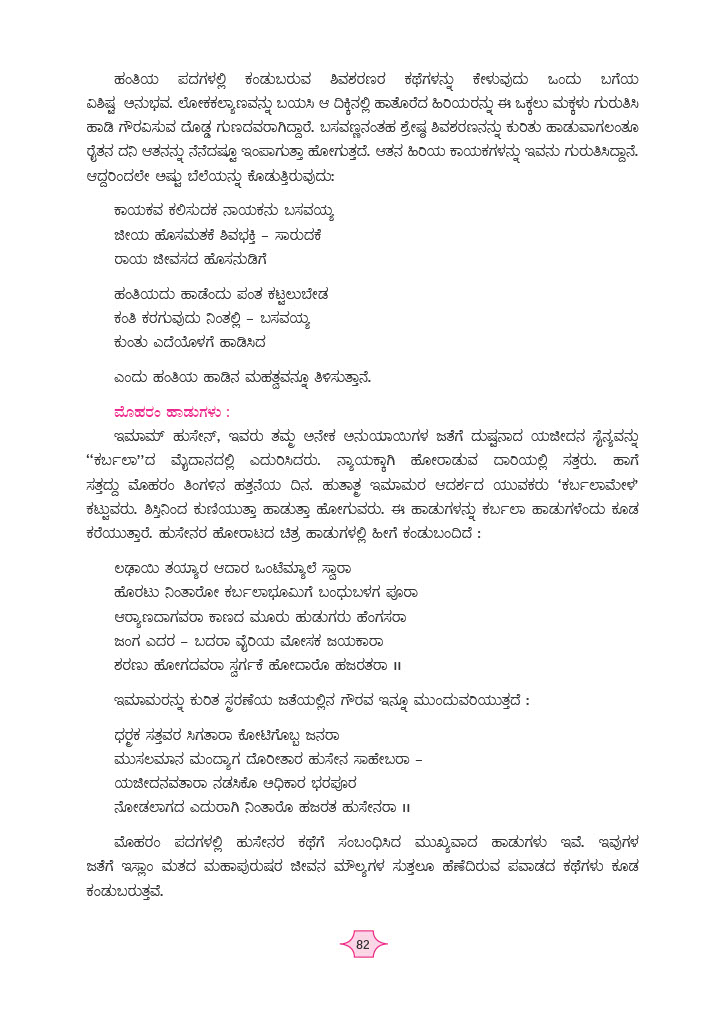 ಹಂತಿಯ ಪದಗಳಲ್ಲಿ ಕಂಡುಬರುವ ಶಿವಶರಣರ ಕಥೆಗಳನ್ನು ಕೇಳುವುದು ಒಂದು ಬಗೆಯ
ವಿಶಿಷ್ಟ ಅನುಭವ. ಲೋಕಕಲ್ಯಾಣವನ್ನು ಬಯಸಿ ಆ ದಿಕ್ಕಿನಲ್ಲಿ ಹಾತೊರೆದ ಹಿರಿಯರನ್ನು ಈ ಒಕ್ಕಲು ಮಕ್ಕಳು ಗುರುತಿಸಿ
ಹಾಡಿ ಗೌರವಿಸುವ ದೊಡ್ಡ ಗುಣದವರಾಗಿದ್ದಾರೆ. ಬಸವಣ್ಣನಂತಹ ಶ್ರೇಷ್ಠ ಶಿವಶರಣನನ್ನು ಕುರಿತು ಹಾಡುವಾಗಲಂತೂ
ರೈತನ ದನಿ ಆತನನ್ನು ನೆನೆದಷ್ಟೂ ಇಂಪಾಗುತ್ತಾ ಹೋಗುತ್ತದೆ. ಆತನ ಹಿರಿಯ ಕಾಯಕಗಳನ್ನು ಇವನು ಗುರುತಿಸಿದ್ದಾನೆ.
ಆದ್ದರಿಂದಲೇ ಅಷ್ಟು ಬೆಲೆಯನ್ನು ಕೊಡುತ್ತಿರುವುದು:
ಕಾಯಕವ ಕಲಿಸುದಕ ನಾಯಕನು ಬಸವಯ್ಯ
ಜೀಯ ಹೊಸಮತಕೆ ಶಿವಭಕ್ತಿ – ಸಾರುದಕೆ
ರಾಯ ಜೀವಸದ ಹೊಸನುಡಿಗೆ
ಹಂತಿಯದು ಹಾಡೆಂದು ಪಂತ ಕಟ್ಟಲುಬೇಡ
ಕಂತಿ ಕರಗುವುದು ನಿಂತಲ್ಲಿ – ಬಸವಯ್ಯ
ಕುಂತು ಎದೆಯೊಳಗೆ ಹಾಡಿಸಿದ
ಎಂದು ಹಂತಿಯ ಹಾಡಿನ ಮಹತ್ವವನ್ನೂ ತಿಳಿಸುತ್ತಾನೆ.
ಮೊಹರಂ ಹಾಡುಗಳು :
ಇಮಾಮ್ ಹುಸೇನ್, ಇವರು ತಮ್ಮ ಅನೇಕ ಅನುಯಾಯಿಗಳ ಜತೆಗೆ ದುಷ್ಟನಾದ ಯಜೀದನ ಸೈನ್ಯವನ್ನು
“ಕರ್ಬಲಾ”ದ ಮೈದಾನದಲ್ಲಿ ಎದುರಿಸಿದರು. ನ್ಯಾಯಕ್ಕಾಗಿ ಹೋರಾಡುವ ದಾರಿಯಲ್ಲಿ ಸತ್ತರು. ಹಾಗೆ
ಸತ್ತದ್ದು ಮೊಹರಂ ತಿಂಗಳಿನ ಹತ್ತನೆಯ ದಿನ. ಹುತಾತ್ಮ ಇಮಾಮರ ಆದರ್ಶದ ಯುವಕರು ‘ಕರ್ಬಲಾಮೇಳ’
ಕಟ್ಟುವರು. ಶಿಸ್ತಿನಿಂದ ಕುಣಿಯುತ್ತಾ ಹಾಡುತ್ತಾ ಹೋಗುವರು. ಈ ಹಾಡುಗಳನ್ನು ಕರ್ಬಲಾ ಹಾಡುಗಳೆಂದು ಕೂಡ
ಕರೆಯುತ್ತಾರೆ. ಹುಸೇನರ ಹೋರಾಟದ ಚಿತ್ರ ಹಾಡುಗಳಲ್ಲಿ ಹೀಗೆ ಕಂಡುಬಂದಿದೆ :
ಲಢಾಯಿ ತಯ್ಯಾರ ಆದಾರ ಒಂಟೆಮ್ಯಾಲೆ ಸ್ವಾರಾ
ಹೊರಟು ನಿಂತಾರೋ ಕರ್ಬಲಾಭೂಮಿಗೆ ಬಂಧುಬಳಗ ಪೂರಾ
ಆರ‍್ಯಾಣದಾಗವರಾ ಕಾಣದ ಮೂರು ಹುಡುಗರು ಹೆಂಗಸರಾ
ಜಂಗ ಎದರ – ಬದರಾ ವೈರಿಯ ಮೋಸಕ ಜಯಕಾರಾ
ಶರಣು ಹೋಗದವರಾ ಸ್ವರ್ಗಕೆ ಹೋದಾರೊ ಹಜರತರಾ ॥
ಇಮಾಮರನ್ನು ಕುರಿತ ಸ್ಮರಣೆಯ ಜತೆಯಲ್ಲಿನ ಗೌರವ ಇನ್ನೂ ಮುಂದುವರಿಯುತ್ತದೆ :
ಧರ್‍ಮಕ ಸತ್ತವರ ಸಿಗತಾರಾ ಕೋಟಿಗೊಬ್ಬ ಜನರಾ
ಮುಸಲಮಾನ ಮಂದ್ಯಾಗ ದೊರೀತಾರ ಹುಸೇನ ಸಾಹೇಬರಾ –
ಯಜೀದನವತಾರಾ ನಡಸಿಕೊ ಅಧಿಕಾರ ಭರಪೂರ
ನೋಡಲಾಗದ ಎದುರಾಗಿ ನಿಂತಾರೊ ಹಜರತ ಹುಸೇನರಾ ॥
ಮೊಹರಂ ಪದಗಳಲ್ಲಿ ಹುಸೇನರ ಕಥೆಗೆ ಸಂಬಂಧಿಸಿದ ಮುಖ್ಯವಾದ ಹಾಡುಗಳು ಇವೆ. ಇವುಗಳ
ಜತೆಗೆ ಇಸ್ಲಾಂ ಮತದ ಮಹಾಪುರುಷರ ಜೀವನ ಮೌಲ್ಯಗಳ ಸುತ್ತಲೂ ಹೆಣೆದಿರುವ ಪವಾಡದ ಕಥೆಗಳು ಕೂಡ
ಕಂಡುಬರುತ್ತವೆ.
82